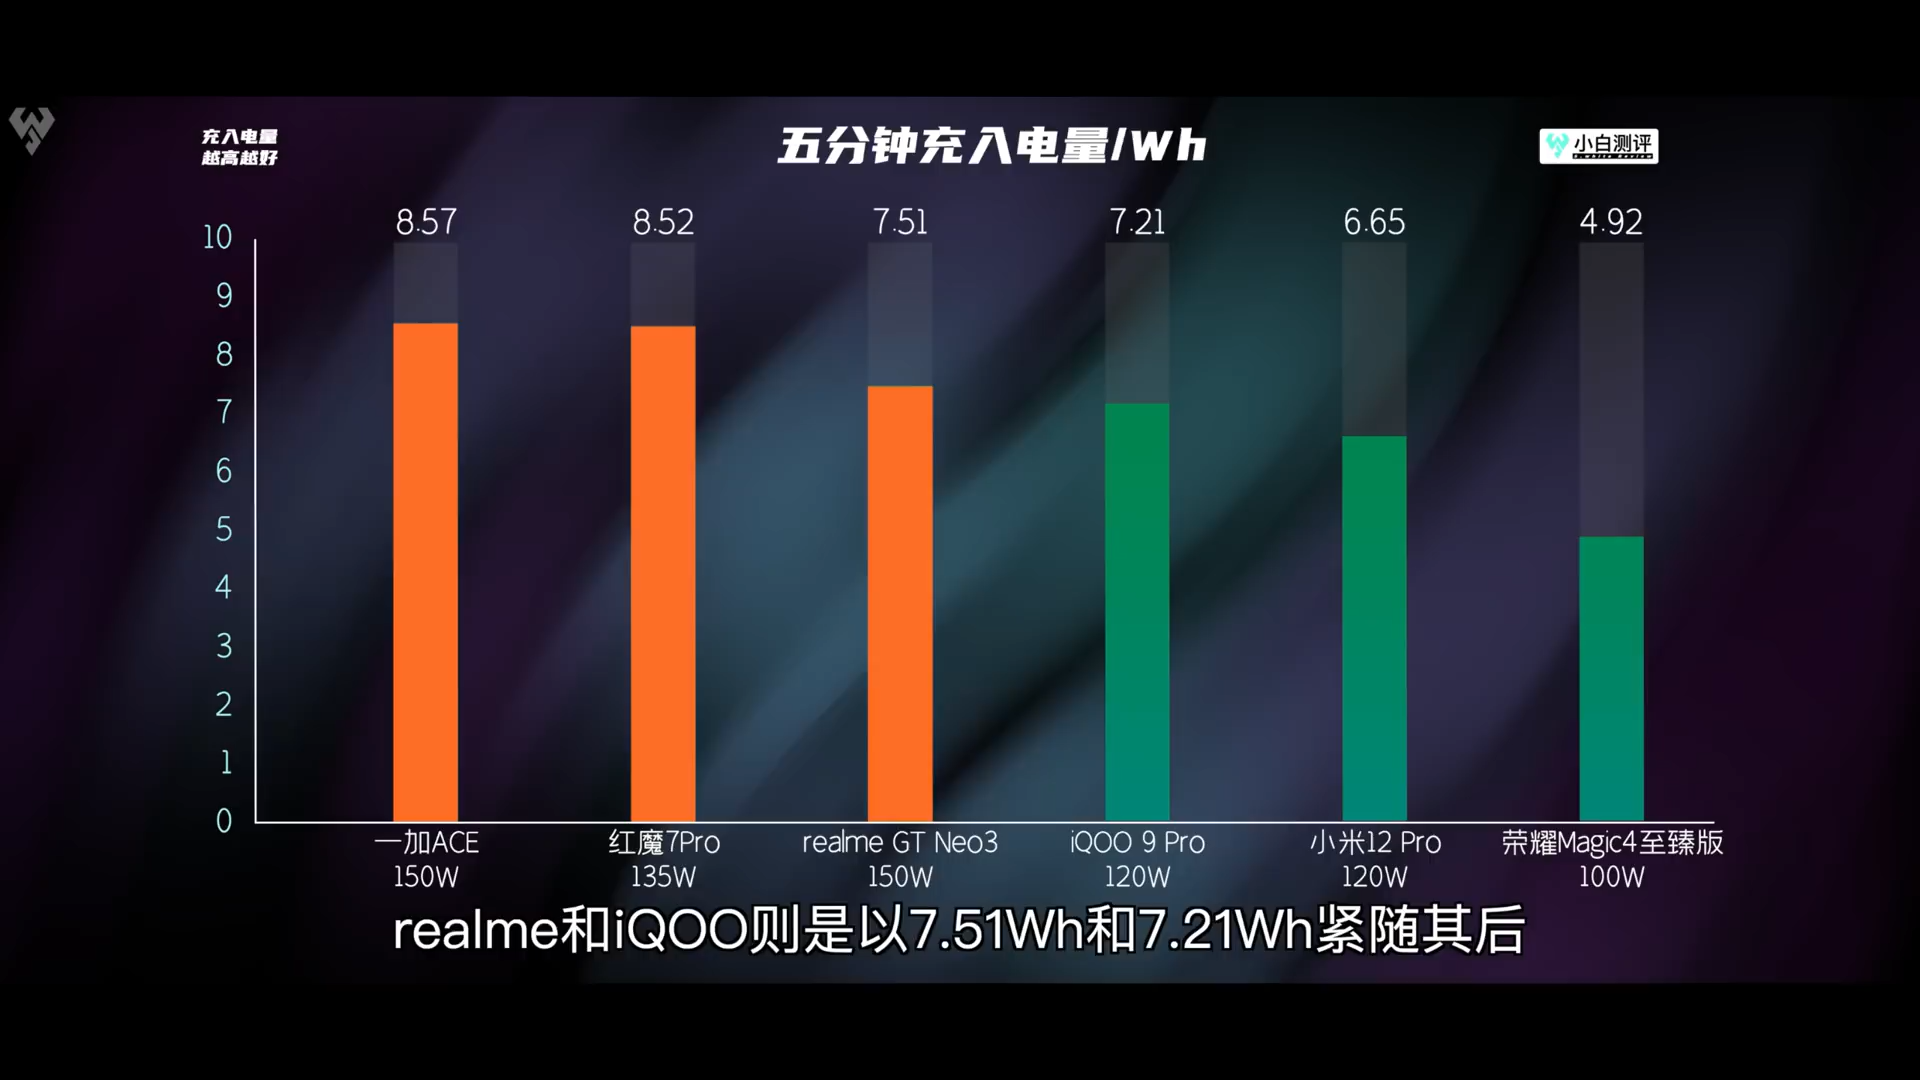 充入电量
越高越好
五分钟充入电量/Wh
小白测评
8.57
8.52
7.51
7.21
6.65
4.92
10
9
8
7
6
5
4
3
2
1
0
一加ACE
150W
红魔7Pro
135W
realme GT Neo3
150W
iQOO 9 Pro
120W
小米12 Pro
120W
荣耀Magic4至臻版
100W
realme和iQOO则是以7.51Wh和7.21Wh紧随其后